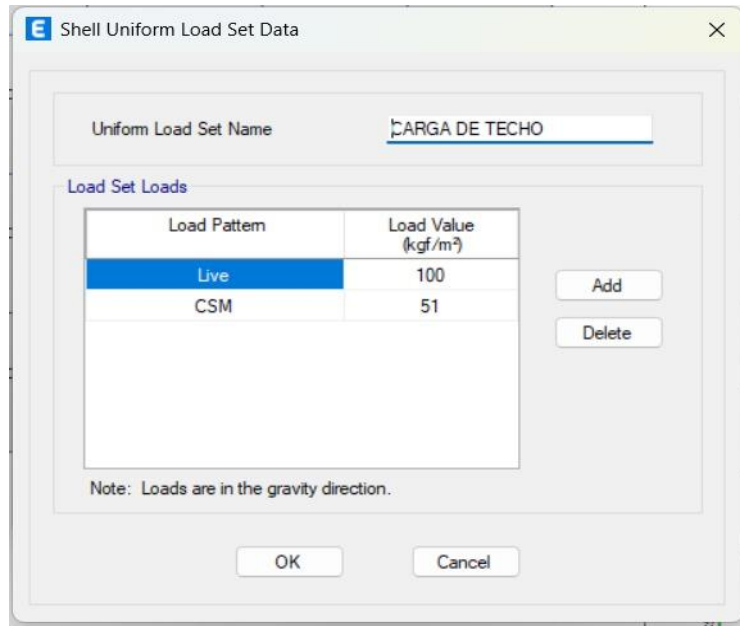 E Shell Uniform Load Set Data
Uniform Load Set Name CARGA DE TECHO
Load Set Loads
Load Pattern Load Value
(kgf/m²)
Live 100
Add
CSM 51
Delete
Note: Loads are in the gravity direction.
OK Cancel